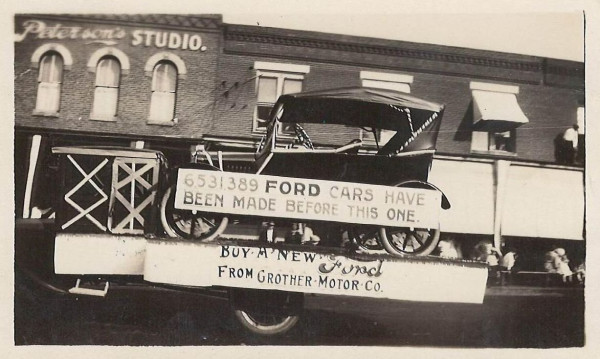 Peterson's STUDIO.
6531389 FORD CARS HAVE
BEEN MADE BEFORE THIS ONE.
BUY A NEW Ford
FROM GROTHER MOTOR CO.